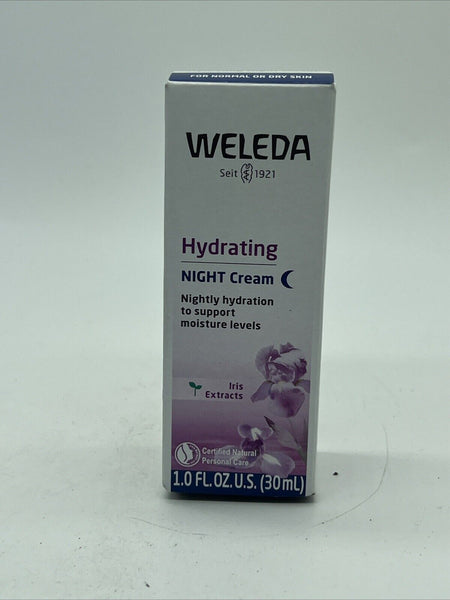 FOR NORMAL OR DRY SKIN
WELEDA
Seit 1921
Hydrating
NIGHT Cream
Nightly hydration
to support
moisture levels
Iris
Extracts
Certified Natural
Personal Care
1.0 FL.OZ.U.S. (30mL)